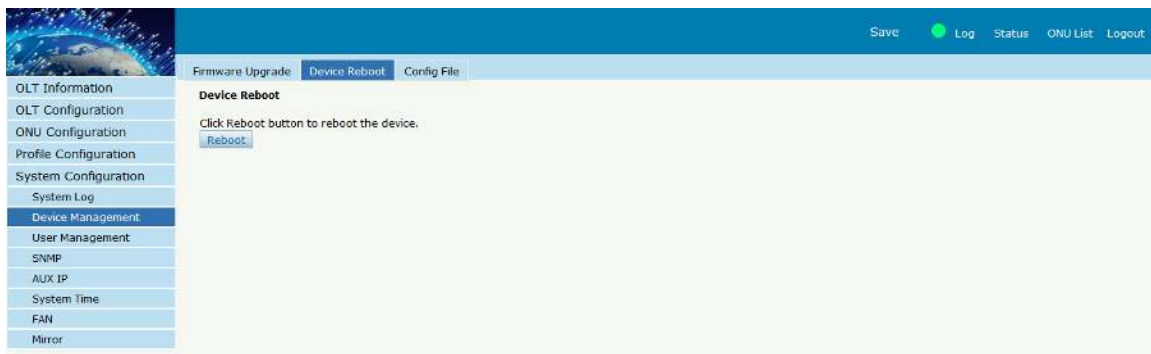 Save Log Status ONU List Logout
Firmware Upgrade Device Reboot Config File
OLT Information
OLT Configuration
ONU Configuration
Profile Configuration
System Configuration
System Log
Device Management
User Management
SNMP
AUX IP
System Time
FAN
Mirror
Device Reboot
Click Reboot button to reboot the device.
Reboot